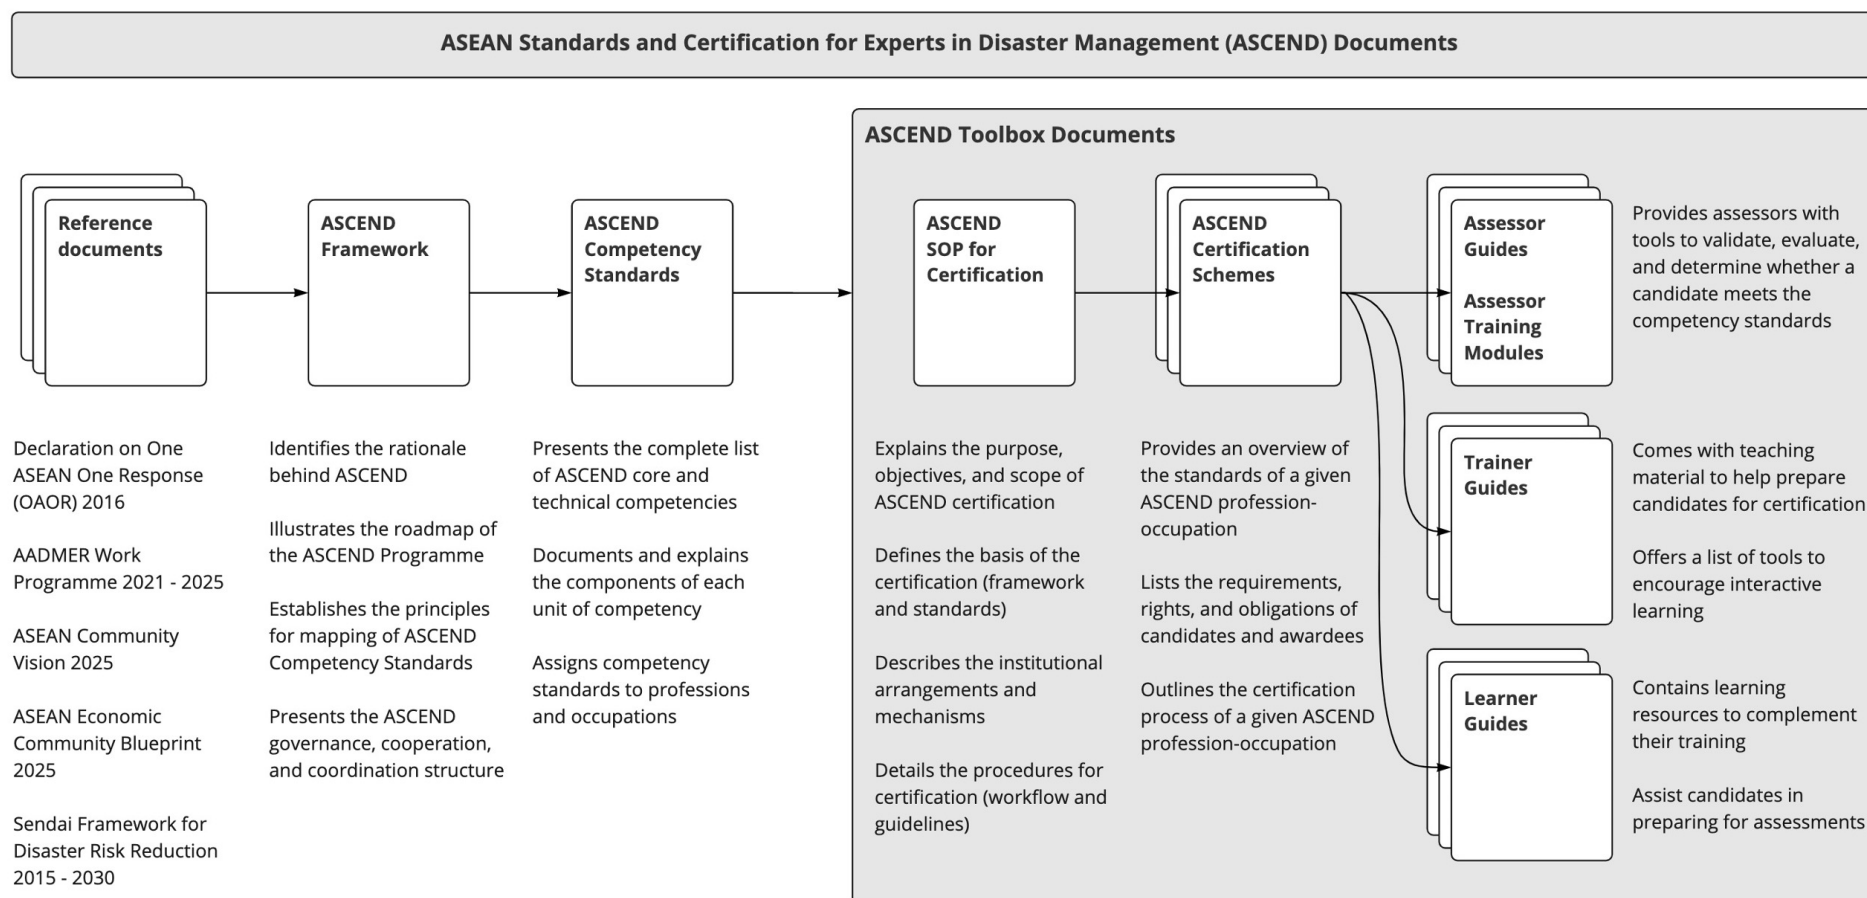 ASEAN Standards and Certification for Experts in Disaster Management (ASCEND) Documents
Reference
documents
Declaration on One
ASEAN One Response
(OAOR) 2016
AADMER Work
Programme 2021 - 2025
ASEAN Community
Vision 2025
ASEAN Economic
Community Blueprint
2025
Sendai Framework for
Disaster Risk Reduction
2015 - 2030
ASCEND
Framework
Identifies the rationale
behind ASCEND
Illustrates the roadmap of
the ASCEND Programme
Establishes the principles
for mapping of ASCEND
Competency Standards
Presents the ASCEND
governance, cooperation,
and coordination structure
ASCEND
Competency
Standards
Presents the complete list
of ASCEND core and
technical competencies
Documents and explains
the components of each
unit of competency
Assigns competency
standards to professions
and occupations
ASCEND Toolbox Documents
ASCEND
SOP for
Certification
Explains the purpose,
objectives, and scope of
ASCEND certification
Defines the basis of the
certification (framework
and standards)
Describes the institutional
arrangements and
mechanisms
Details the procedures for
certification (workflow and
guidelines)
ASCEND
Certification
Schemes
Provides an overview of
the standards of a given
ASCEND profession-
occupation
Lists the requirements,
rights, and obligations of
candidates and awardees
Outlines the certification
process of a given ASCEND
profession-occupation
Assessor
Guides
Assessor
Training
Modules
Provides assessors with
tools to validate, evaluate,
and determine whether a
candidate meets the
competency standards
Trainer
Guides
Comes with teaching
material to help prepare
candidates for certification
Offers a list of tools to
encourage interactive
learning
Learner
Guides
Contains learning
resources to complement
their training
Assist candidates in
preparing for assessments